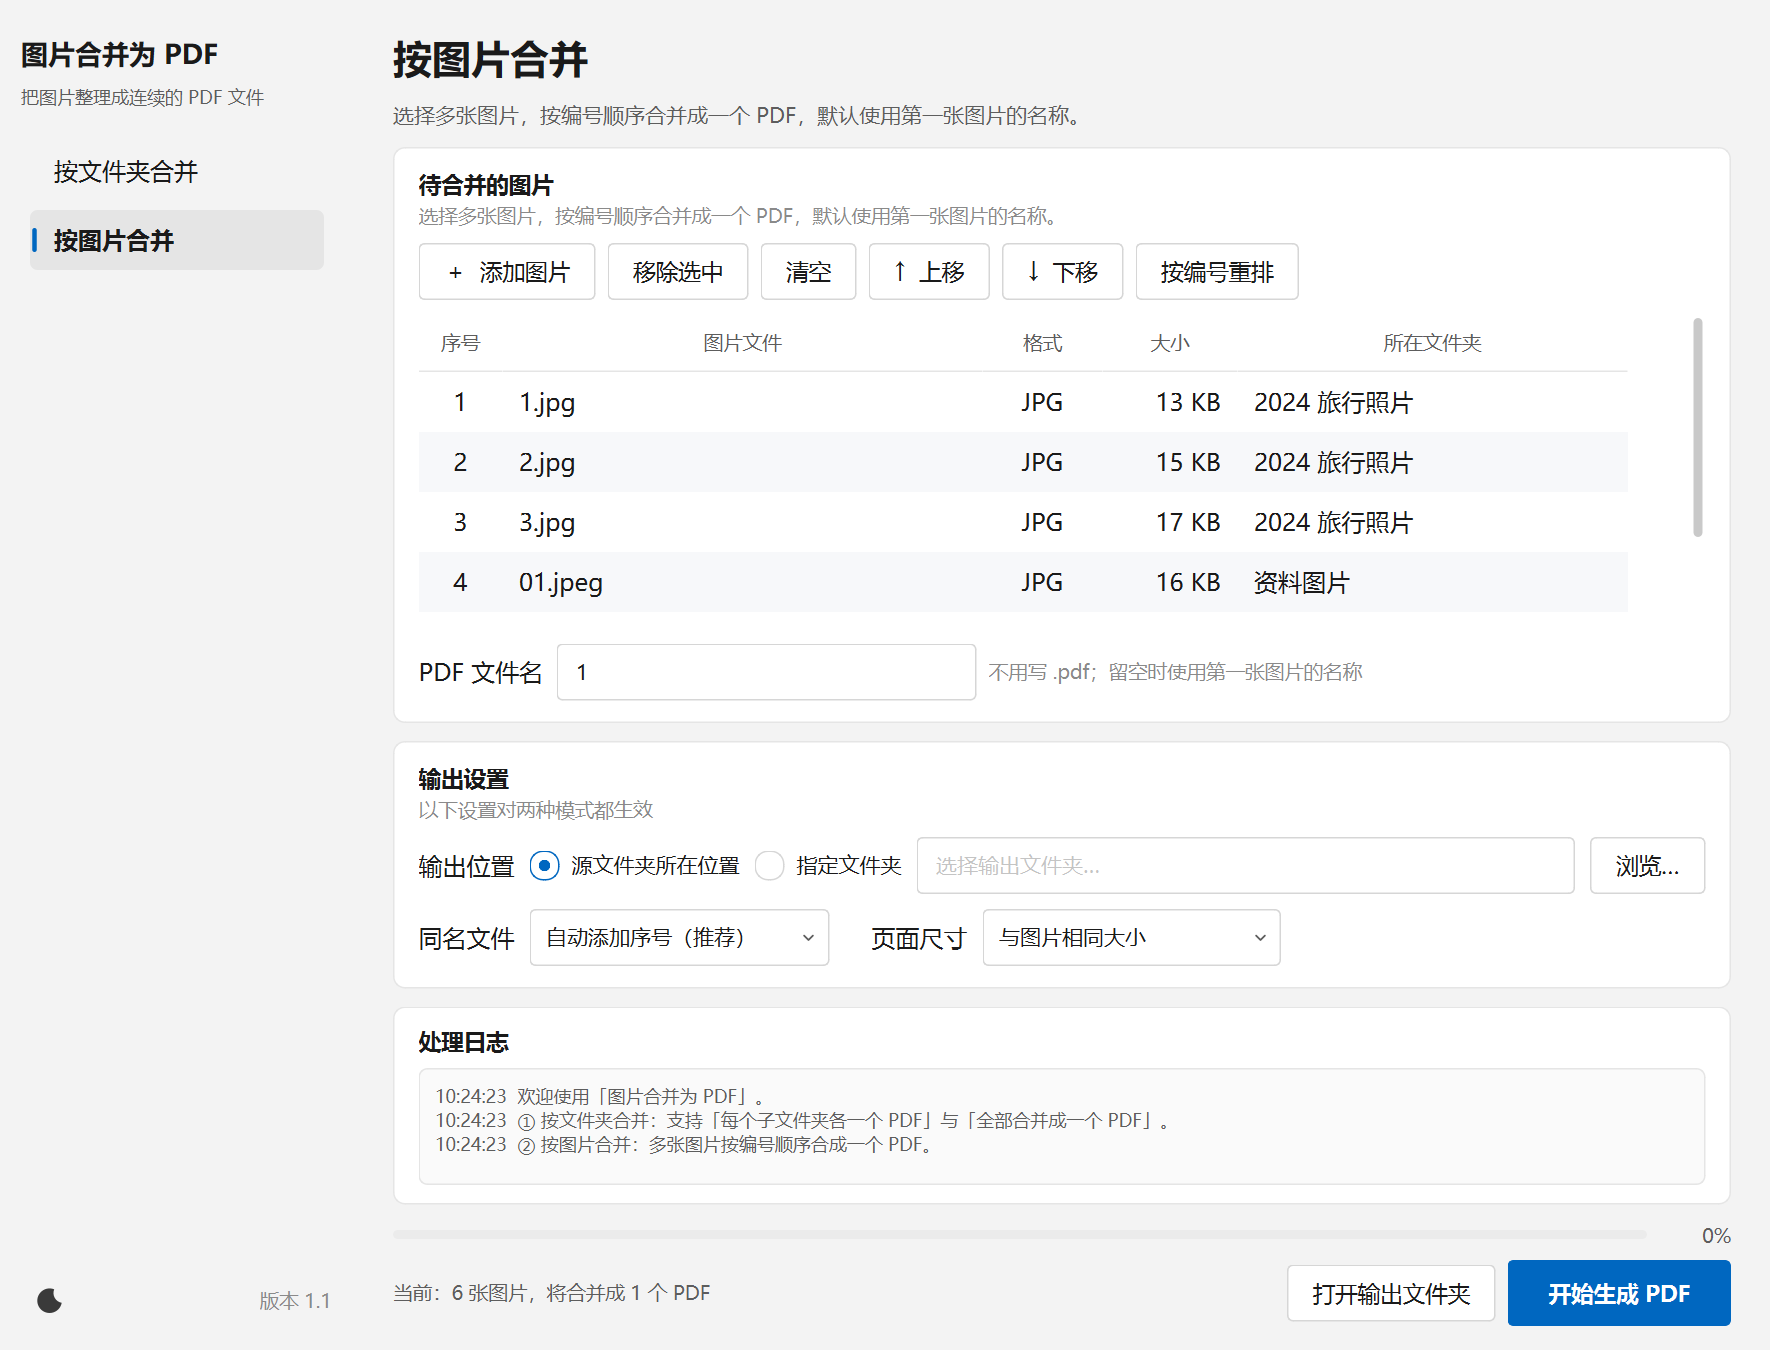 图片合并为 PDF
把图片整理成连续的 PDF 文件
按文件夹合并
按图片合并
版本 1.1
按图片合并
选择多张图片，按编号顺序合并成一个 PDF，默认使用第一张图片的名称。
待合并的图片
选择多张图片，按编号顺序合并成一个 PDF，默认使用第一张图片的名称。
+ 添加图片 移除选中 清空 ↑ 上移 ↓ 下移 按编号重排
序号 图片文件 格式 大小 所在文件夹
1 1.jpg JPG 13 KB 2024 旅行照片
2 2.jpg JPG 15 KB 2024 旅行照片
3 3.jpg JPG 17 KB 2024 旅行照片
4 01.jpeg JPG 16 KB 资料图片
PDF 文件名 1 不用写 .pdf；留空时使用第一张图片的名称
输出设置
以下设置对两种模式都生效
输出位置 源文件夹所在位置 指定文件夹 选择输出文件夹... 浏览...
同名文件 自动添加序号（推荐） 页面尺寸 与图片相同大小
处理日志
10:24:23 欢迎使用「图片合并为 PDF」。
10:24:23 ① 按文件夹合并：支持「每个子文件夹各一个 PDF」与「全部合并成一个 PDF」。
10:24:23 ② 按图片合并：多张图片按编号顺序合成一个 PDF。
0%
当前：6 张图片，将合并成 1 个 PDF 打开输出文件夹 开始生成 PDF